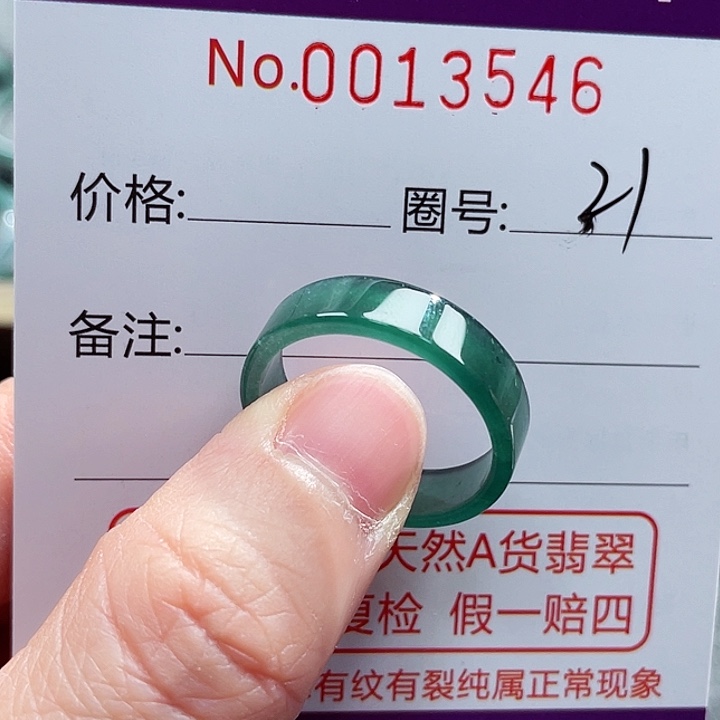 No.0013546
价格: 圈号: 21
备注:
天然A货翡翠
复检 假一赔四
有纹有裂纯属正常现象